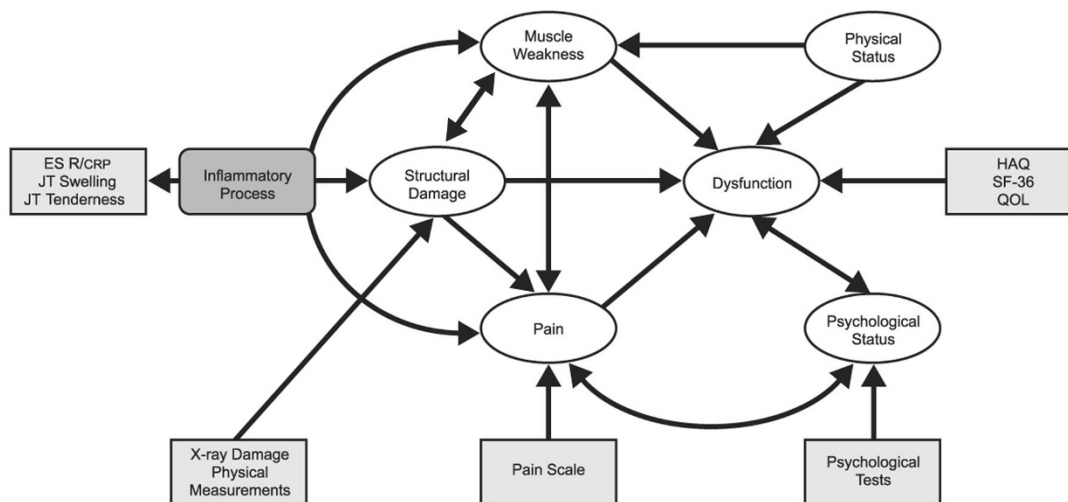 Muscle
Weakness
Physical
Status
ES R/CRP
JT Swelling
JT Tenderness
Inflammatory
Process
Structural
Damage
Dysfunction
HAQ
SF-36
QOL
Pain
Psychological
Status
X-ray Damage
Physical
Measurements
Pain Scale
Psychological
Tests